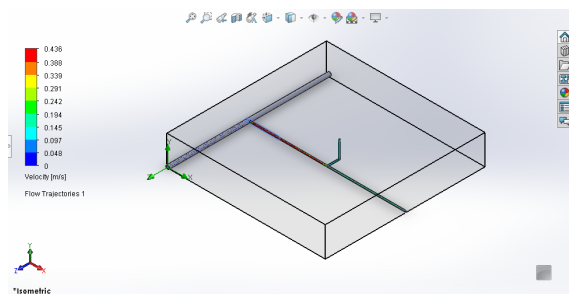 0.436
0.388
0.339
0.291
0.242
0.194
0.145
0.097
0.048
0
Velocity [m/s]
Flow Trajectories 1
Y
Z
X
Y
Z
X
*Isometric